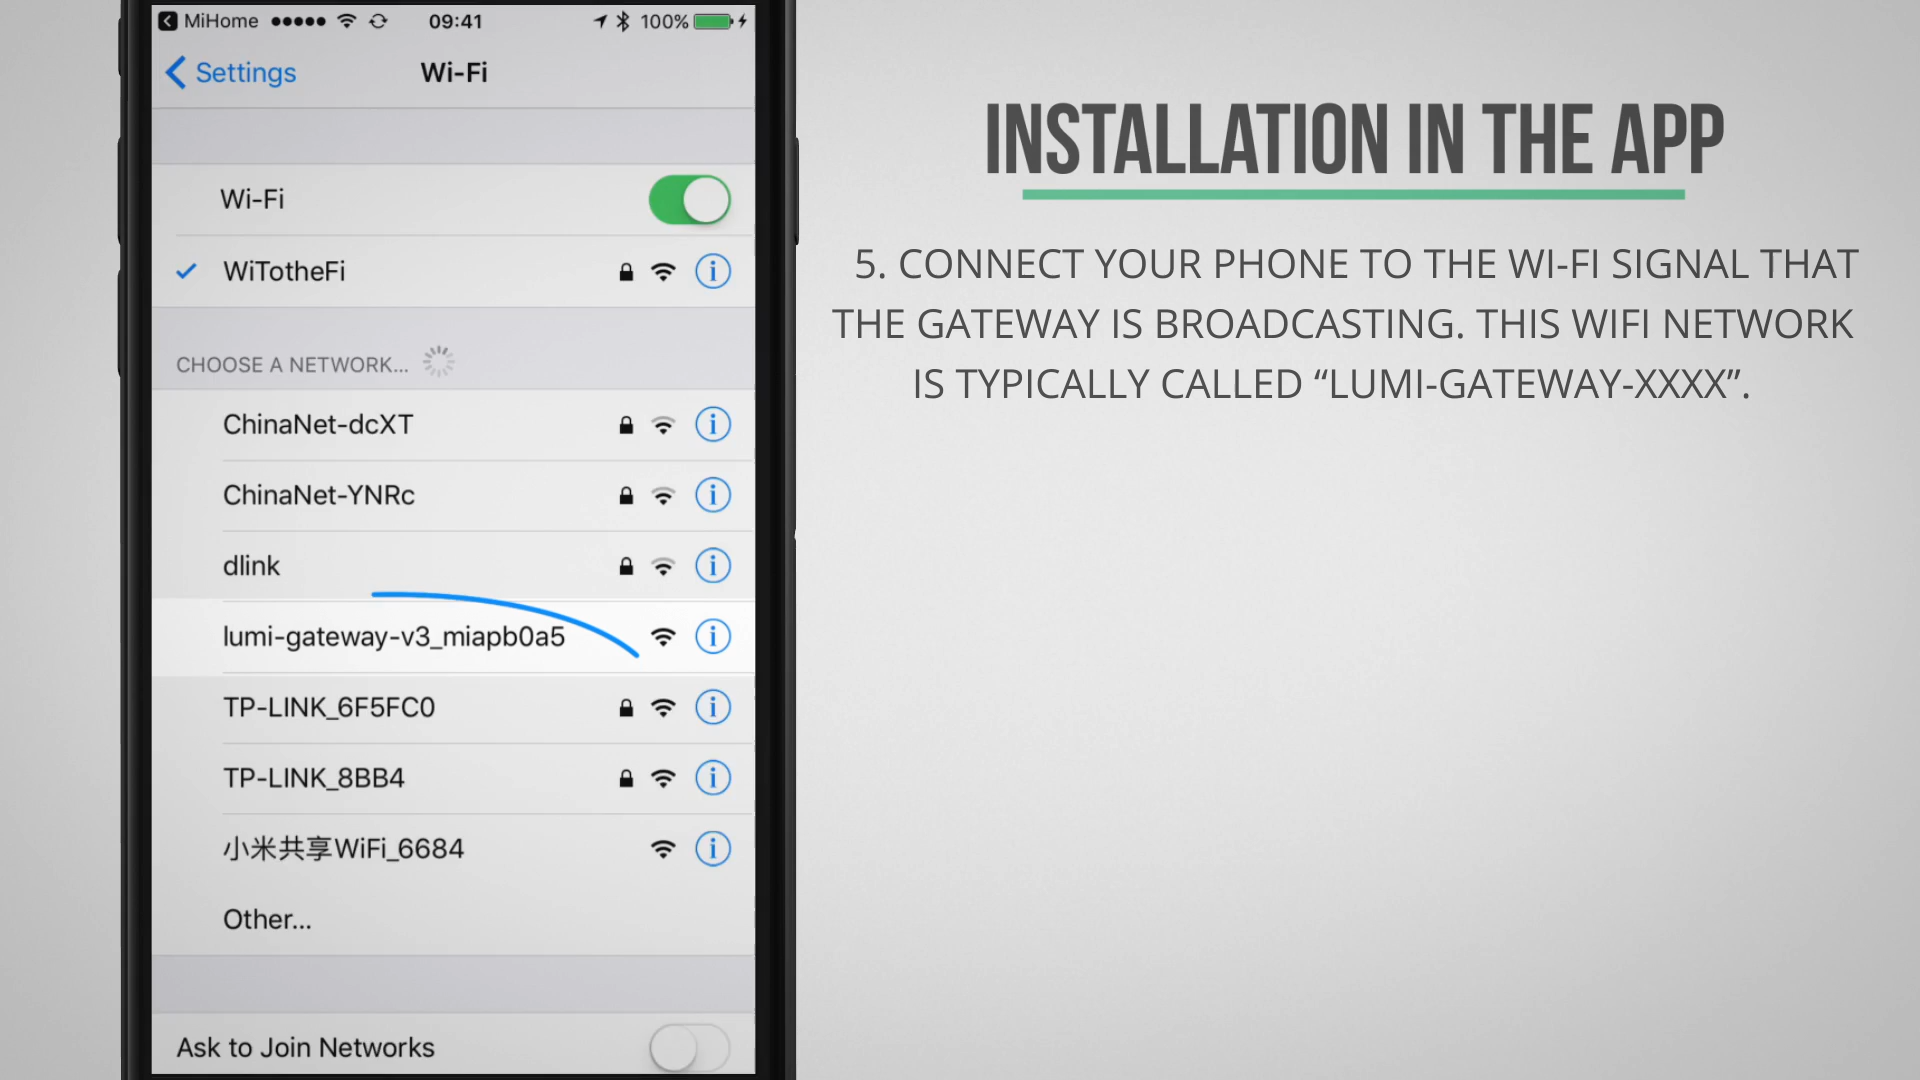 MiHome 09:41 100%
Settings Wi-Fi
Wi-Fi
WiTotheFi
CHOOSE A NETWORK...
ChinaNet-dcXT
ChinaNet-YNRc
dlink
lumi-gateway-v3_miapb0a5
TP-LINK_6F5FC0
TP-LINK_8BB4
小米共享WiFi_6684
Other...
Ask to Join Networks
INSTALLATION IN THE APP
5. CONNECT YOUR PHONE TO THE WI-FI SIGNAL THAT
THE GATEWAY IS BROADCASTING. THIS WIFI NETWORK
IS TYPICALLY CALLED “LUMI-GATEWAY-XXXX”.